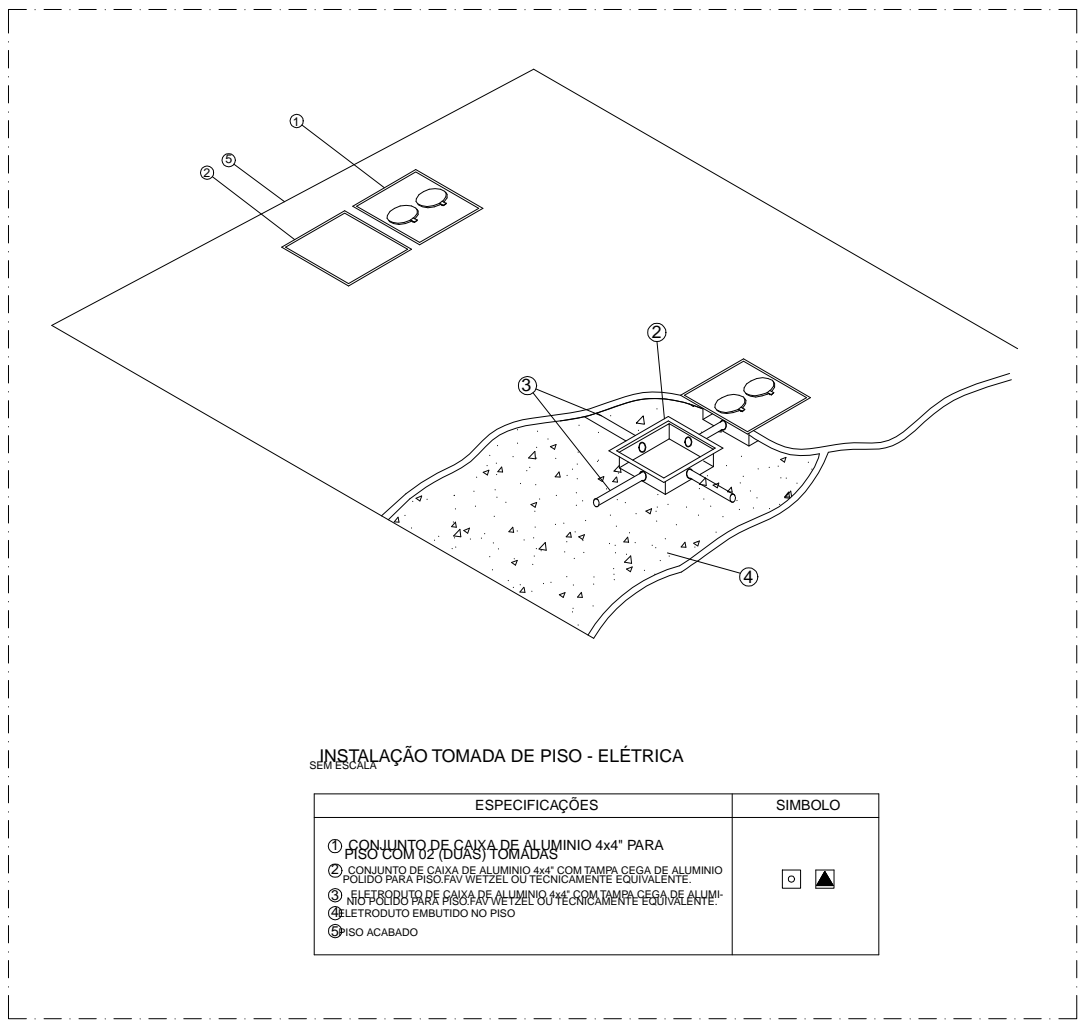 1
5
2
2
3
4
INSTALAÇÃO TOMADA DE PISO - ELÉTRICA
SEM ESCALA
ESPECIFICAÇÕES SIMBOLO
1 CONJUNTO DE CAIXA DE ALUMINIO 4x4" PARA
PISO COM 02 (DUAS) TOMADAS
2 CONJUNTO DE CAIXA DE ALUMINIO 4x4" COM TAMPA CEGA DE ALUMINIO
POLIDO PARA PISO.FAV WETZEL OU TECNICAMENTE EQUIVALENTE.
3 ELETRODUTO DE CAIXA DE ALUMINIO 4x4" COM TAMPA CEGA DE ALUMI-
NIO POLIDO PARA PISO.FAV WETZEL OU TECNICAMENTE EQUIVALENTE.
4 ELETRODUTO EMBUTIDO NO PISO
5 PISO ACABADO